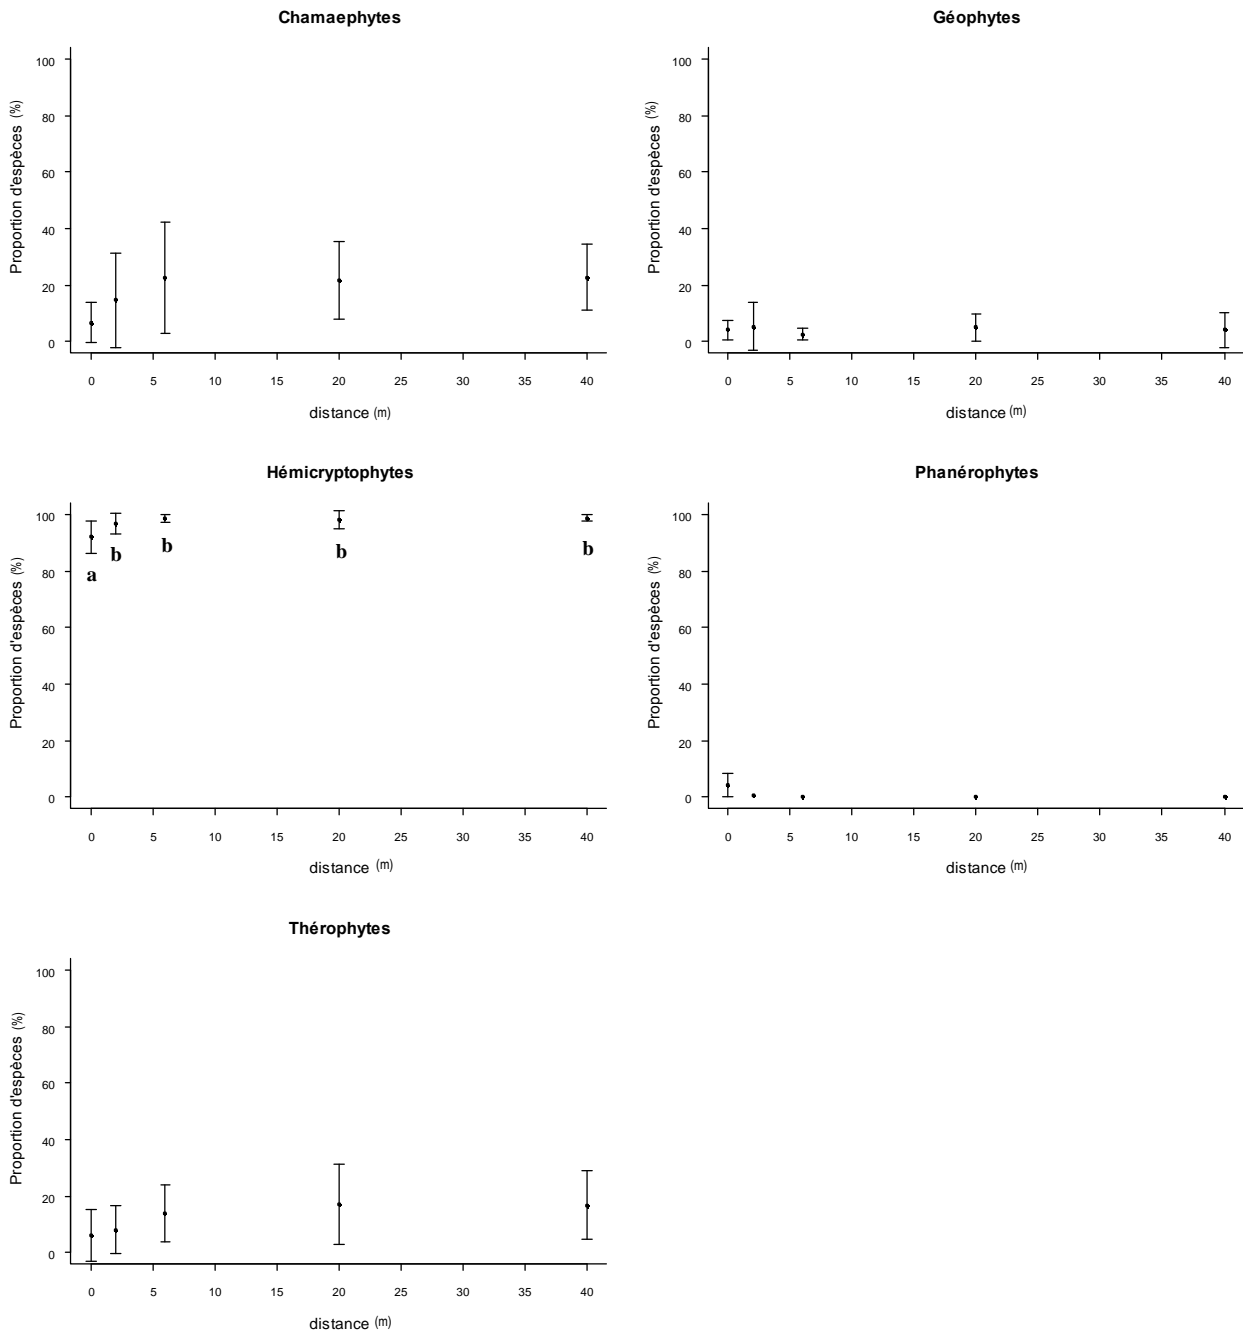 Chamaephytes
Proportion d'espèces (%)
100
80
60
40
20
0
0 5 10 15 20 25 30 35 40
distance (m)
Géophytes
Proportion d'espèces (%)
100
80
60
40
20
0
0 5 10 15 20 25 30 35 40
distance (m)
Hémicryptophytes
Proportion d'espèces (%)
100
80
60
40
20
0
a b b b b
0 5 10 15 20 25 30 35 40
distance (m)
Phanérophytes
Proportion d'espèces (%)
100
80
60
40
20
0
0 5 10 15 20 25 30 35 40
distance (m)
Thérophytes
Proportion d'espèces (%)
100
80
60
40
20
0
0 5 10 15 20 25 30 35 40
distance (m)